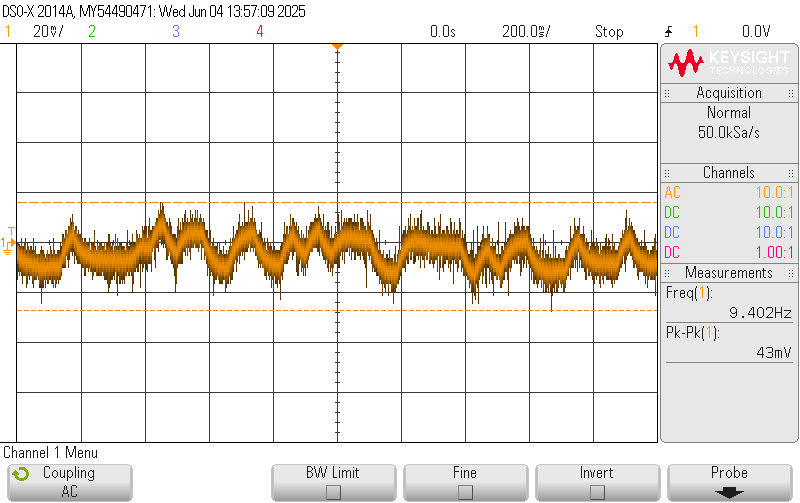 DSO-X 2014A, MY54490471: Wed Jun 04 13:57:09 2025
1 20mV/ 2 3 4 0.0s 200.0ms/ Stop 1 0.0V
KEYSIGHT
TECHNOLOGIES
Acquisition
Normal
50.0kSa/s
Channels
AC 10.0:1
DC 10.0:1
DC 10.0:1
DC 1.00:1
Measurements
Freq(1):
9.402Hz
Pk-Pk(1):
43mV
T
1
Channel 1 Menu
Coupling
AC
BW Limit
Fine
Invert
Probe